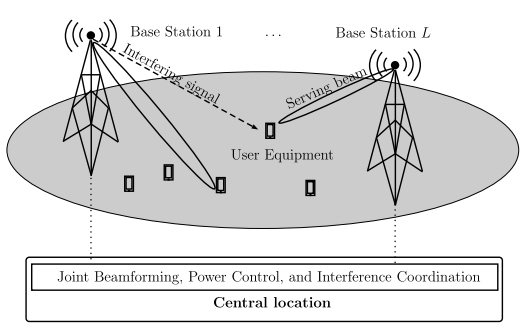 Base Station 1 ... Base Station L
Interfering signal
Serving beam
User Equipment
Joint Beamforming, Power Control, and Interference Coordination
Central location